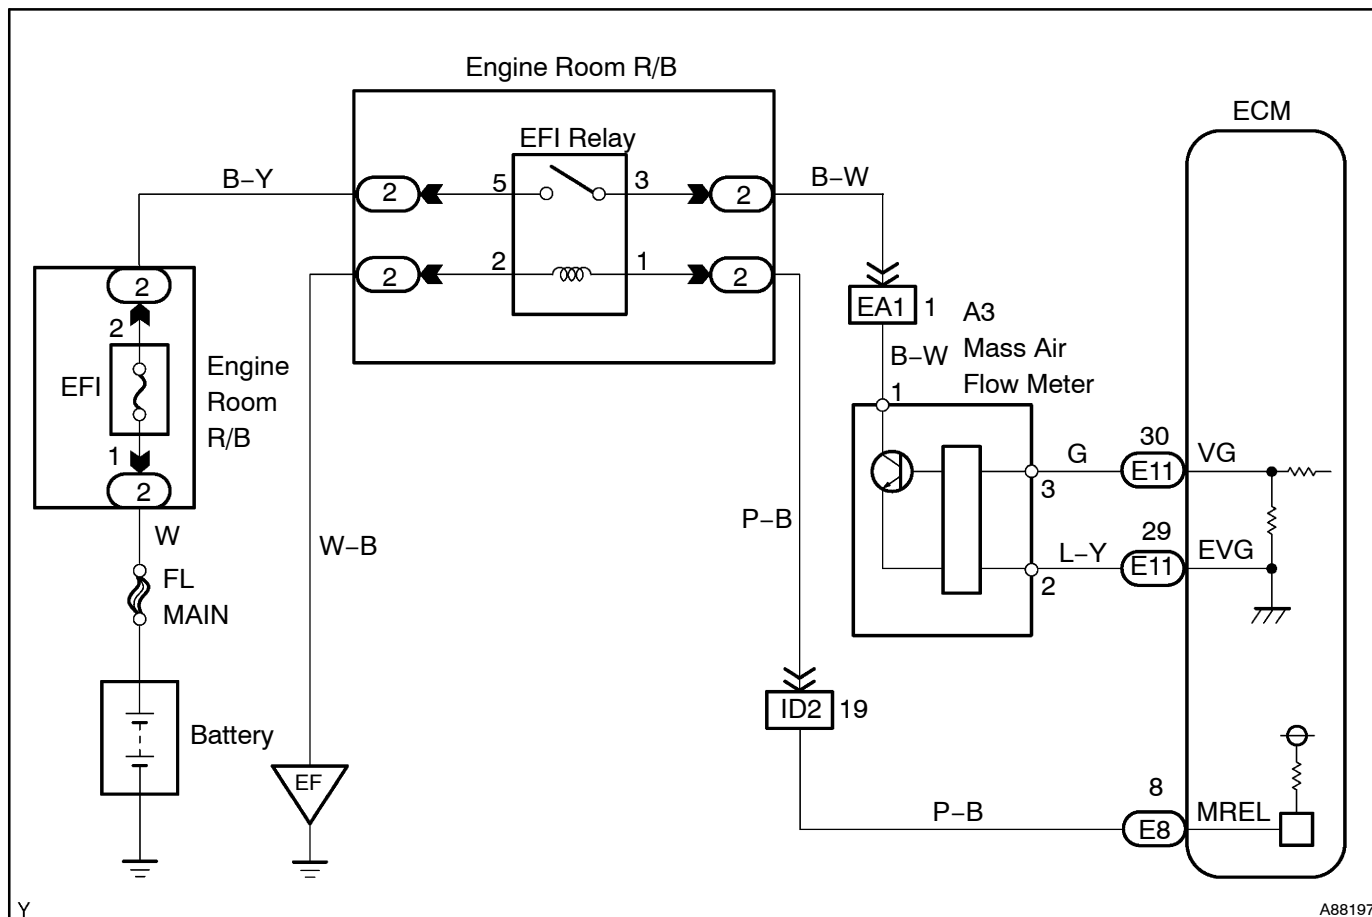 Engine Room R/B
ECM
EFI Relay
B–Y
2
5
3
2
B–W
2
2
1
2
2
EA1
1
A3
Mass Air
Flow Meter
2
B–W
EFI
Engine
Room
R/B
1
1
30
G
E11
VG
2
3
P–B
W
W–B
29
L–Y
E11
EVG
2
FL
MAIN
ID2
19
Battery
EF
8
P–B
E8
MREL
Y
A88197